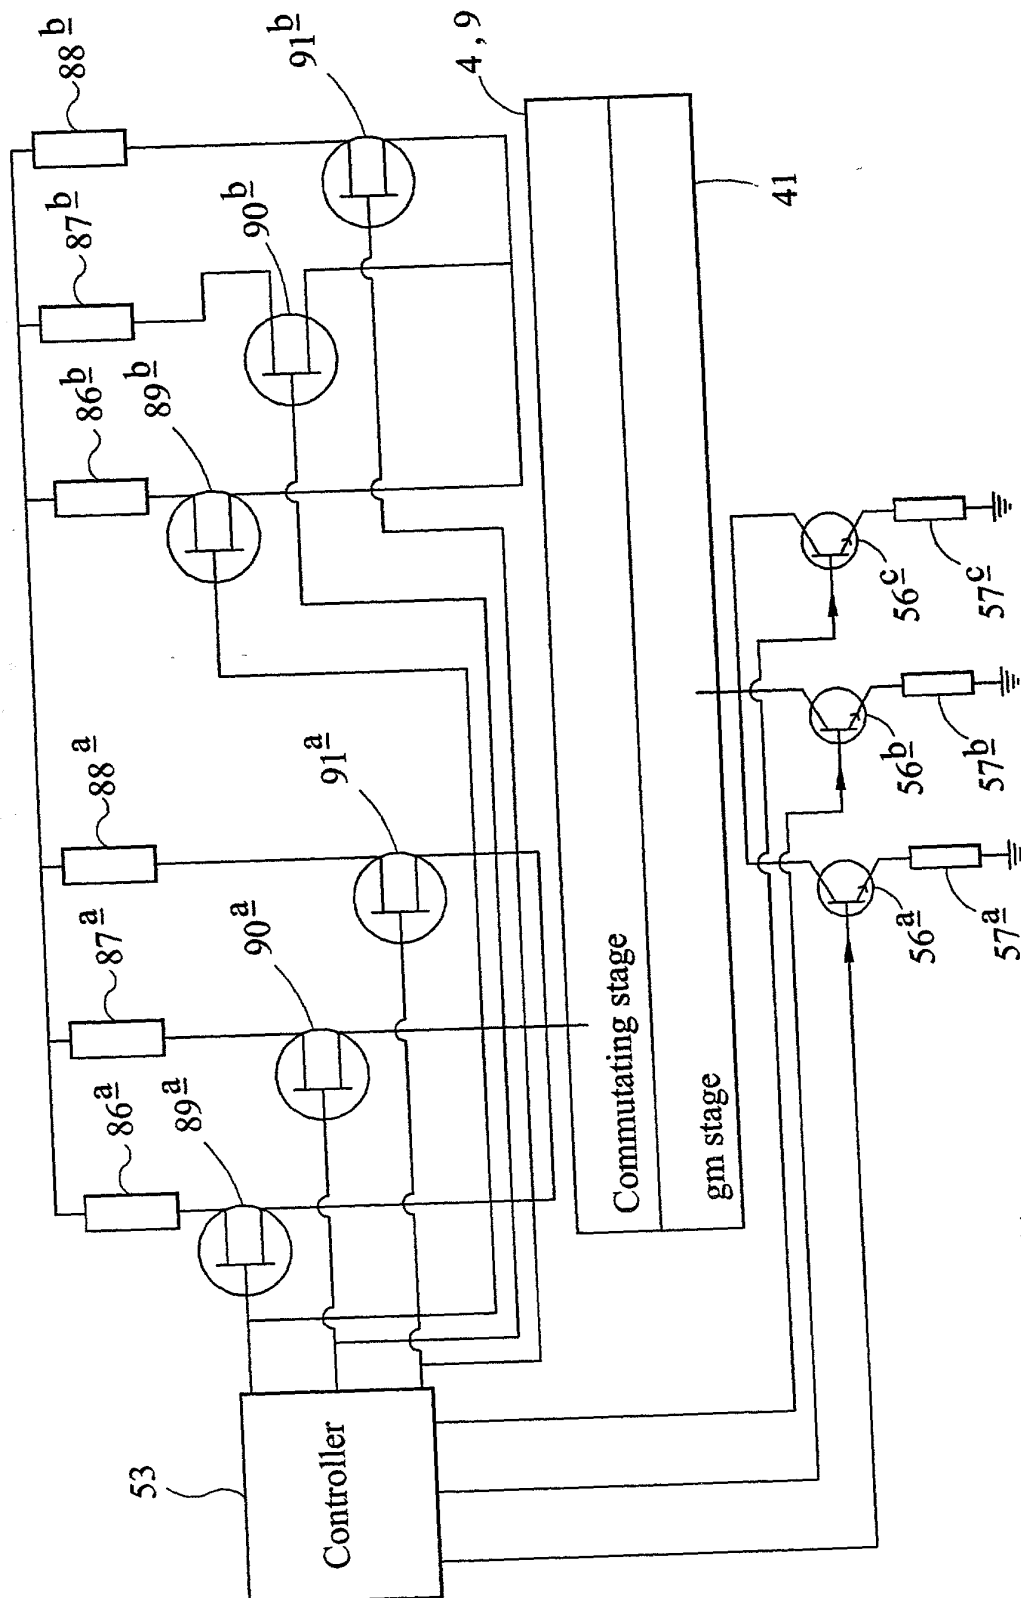 86a
87a
88a
86b
87b
88b
89a
90a
91a
89b
90b
91b
53
Controller
4, 9
Commutating stage
gm stage
41
56a
56b
56c
57a
57b
57c